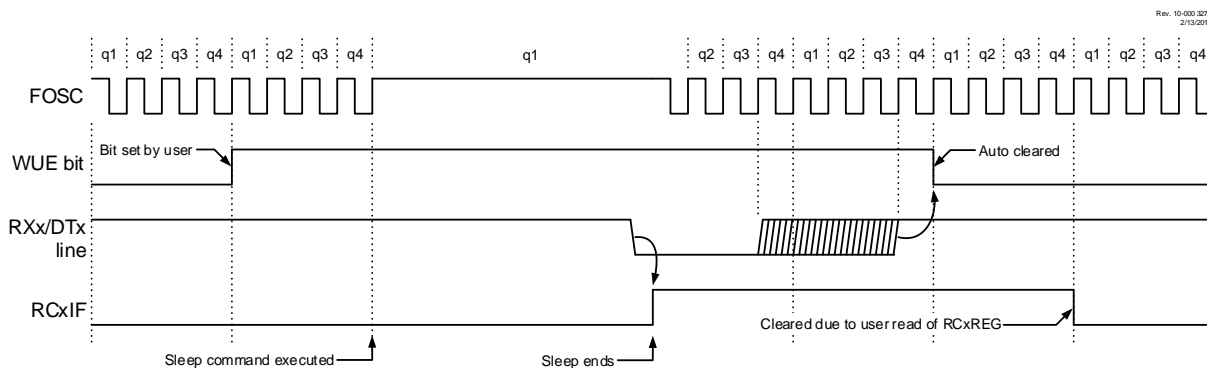 Rev. 10-000 327
2/13/201
q1 q2 q3 q4 q1 q2 q3 q4 q1 q2 q3 q4 q1 q2 q3 q4 q1 q2 q3 q4 q1 q2 q3 q4
FOSC
WUE bit
Bit set by user
Auto cleared
RXx/DTx
line
RCxIF
Cleared due to user read of RCxREG
Sleep command executed
Sleep ends